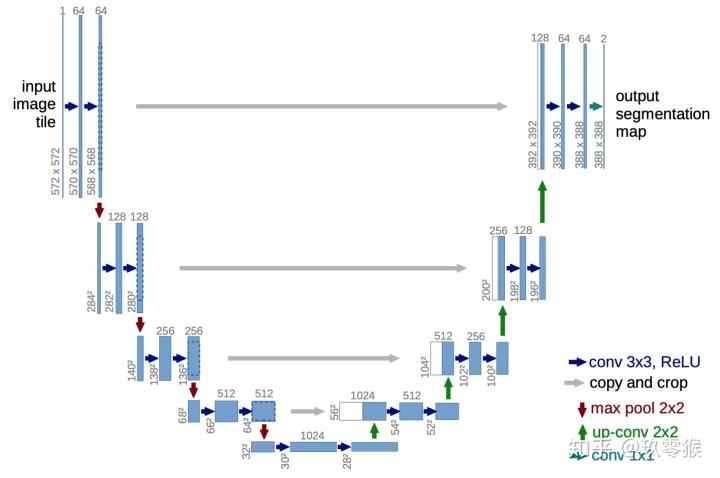 1 64 64
input
image
tile
572 x 572
570 x 570
568 x 568
128 64 64 2
output
segmentation
map
392 x 392
390 x 390
388 x 388
388 x 388
128 128
284²
282²
280²
256 128
200²
198²
196²
256 256
140²
138²
136²
512 256
104²
102²
100²
512 512
68²
66²
64²
1024 512
56²
54²
52²
1024
32²
30²
28²
conv 3x3, ReLU
copy and crop
max pool 2x2
up-conv 2x2
conv 1x1
知乎 @玖零猴